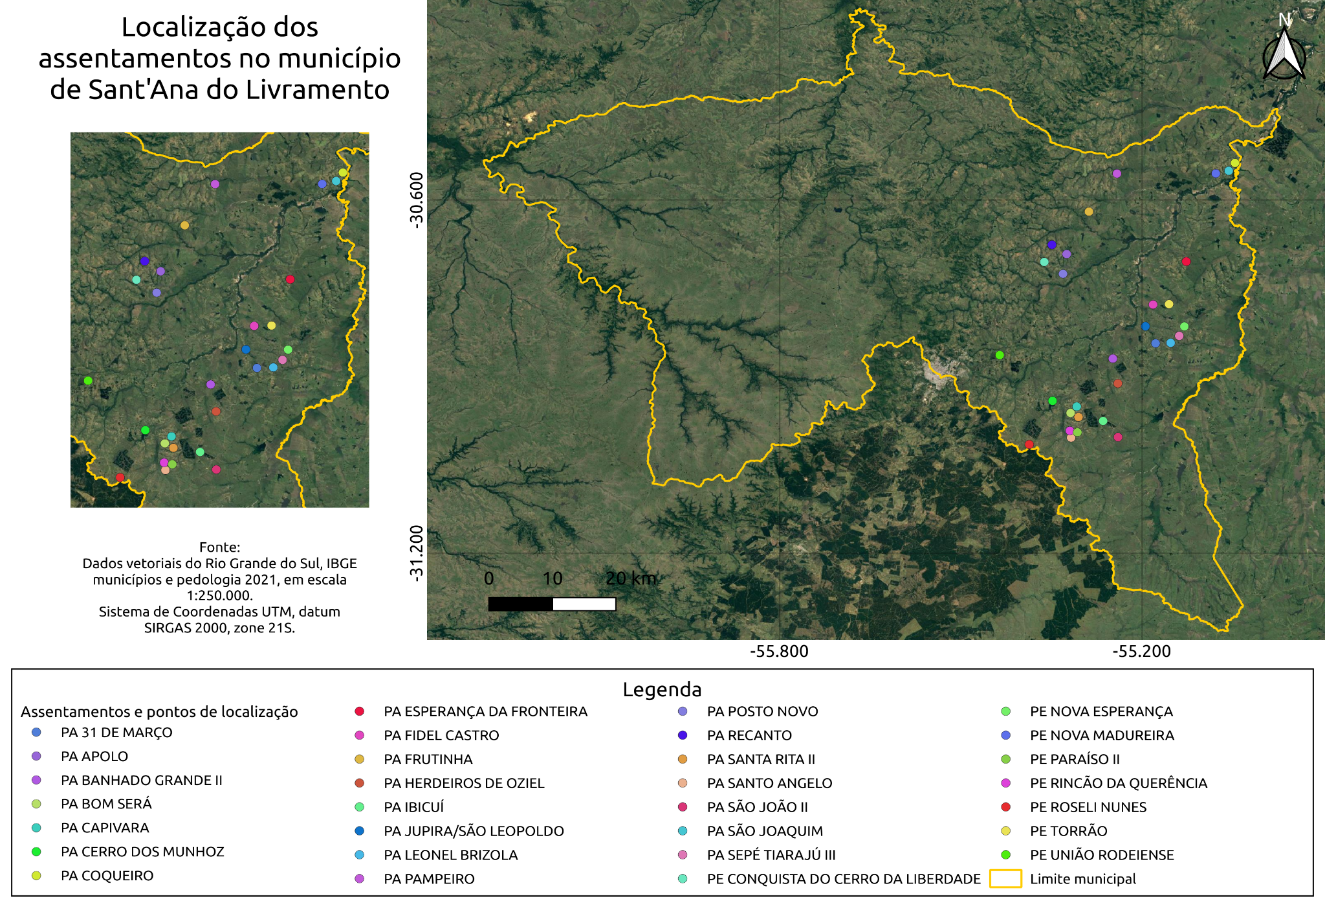 Localização dos
assentamentos no município
de Sant'Ana do Livramento
N
-30.600
-31.200
0 10 20 km
-55.800
-55.200
Fonte:
Dados vetoriais do Rio Grande do Sul, IBGE
municípios e pedologia 2021, em escala
1:250.000.
Sistema de Coordenadas UTM, datum
SIRGAS 2000, zone 21S.
Legenda
Assentamentos e pontos de localização
PA 31 DE MARÇO
PA APOLO
PA BANHADO GRANDE II
PA BOM SERÁ
PA CAPIVARA
PA CERRO DOS MUNHOZ
PA COQUEIRO
PA ESPERANÇA DA FRONTEIRA
PA FIDEL CASTRO
PA FRUTINHA
PA HERDEIROS DE OZIEL
PA IBICUÍ
PA JUPIRA/SÃO LEOPOLDO
PA LEONEL BRIZOLA
PA PAMPEIRO
PA POSTO NOVO
PA RECANTO
PA SANTA RITA II
PA SANTO ANGELO
PA SÃO JOÃO II
PA SÃO JOAQUIM
PA SEPÉ TIARAJÚ III
PE CONQUISTA DO CERRO DA LIBERDADE
PE NOVA ESPERANÇA
PE NOVA MADUREIRA
PE PARAÍSO II
PE RINCÃO DA QUERÊNCIA
PE ROSELI NUNES
PE TORRÃO
PE UNIÃO RODEIENSE
Limite municipal